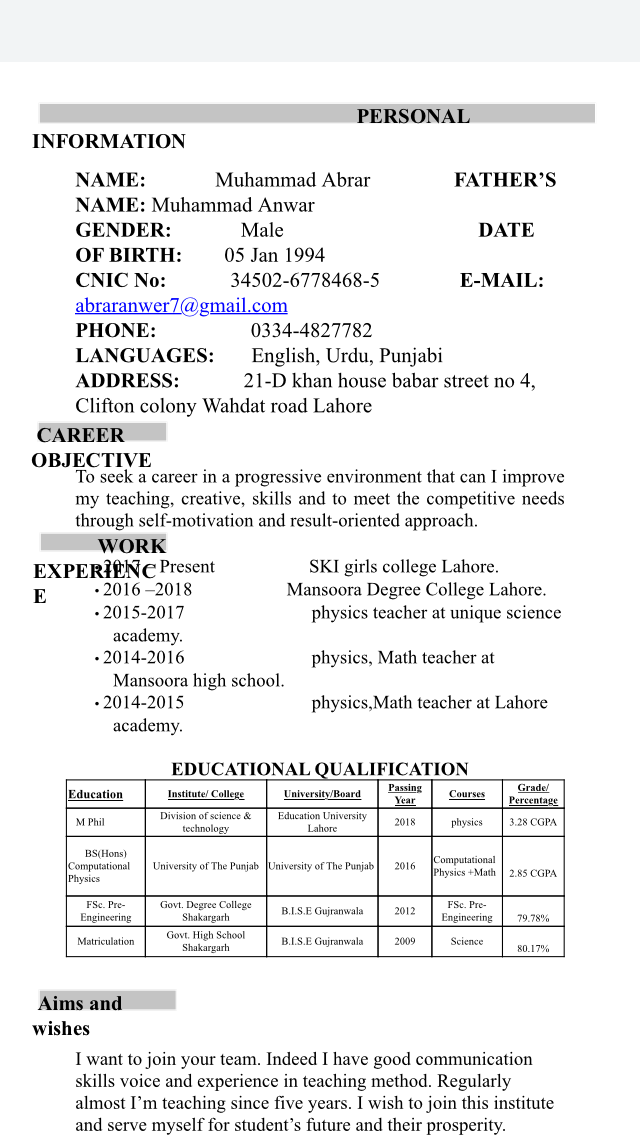 PERSONAL
INFORMATION
NAME: Muhammad Abrar FATHER'S
NAME: Muhammad Anwar
GENDER: Male DATE
OF BIRTH: 05 Jan 1994
CNIC No: 34502-6778468-5 E-MAIL:
abraranwer7@gmail.com
PHONE: 0334-4827782
LANGUAGES: English, Urdu, Punjabi
ADDRESS: 21-D khan house babar street no 4,
Clifton colony Wahdat road Lahore
CAREER
OBJECTIVE
To seek a career in a progressive environment that can I improve
my teaching, creative, skills and to meet the competitive needs
through self-motivation and result-oriented approach.
WORK
EXPERIENC
E
• 2017 – Present SKI girls college Lahore.
• 2016 –2018 Mansoora Degree College Lahore.
• 2015-2017 physics teacher at unique science
academy.
• 2014-2016 physics, Math teacher at
Mansoora high school.
• 2014-2015 physics,Math teacher at Lahore
academy.
EDUCATIONAL QUALIFICATION
Education Institute/ College University/Board Passing Year Courses Grade/ Percentage
M Phil Division of science & technology Education University Lahore 2018 physics 3.28 CGPA
BS(Hons) Computational Physics University of The Punjab University of The Punjab 2016 Computational Physics +Math 2.85 CGPA
FSc. Pre-Engineering Govt. Degree College Shakargarh B.I.S.E Gujranwala 2012 FSc. Pre-Engineering 79.78%
Matriculation Govt. High School Shakargarh B.I.S.E Gujranwala 2009 Science 80.17%
Aims and
wishes
I want to join your team. Indeed I have good communication
skills voice and experience in teaching method. Regularly
almost I'm teaching since five years. I wish to join this institute
and serve myself for student's future and their prosperity.